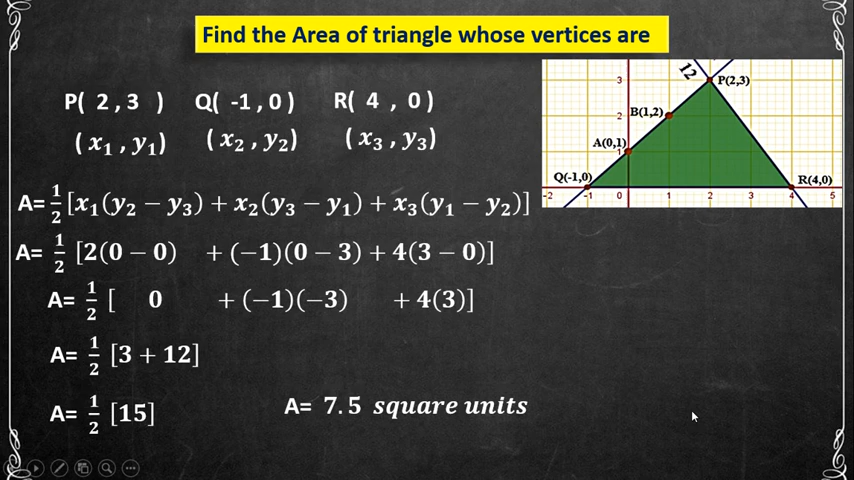 Find the Area of triangle whose vertices are
P( 2 , 3 ) Q( -1 , 0 ) R( 4 , 0 )
( x₁ , y₁ ) ( x₂ , y₂ ) ( x₃ , y₃ )
A= 1/2 [x₁(y₂ − y₃) + x₂(y₃ − y₁) + x₃(y₁ − y₂)]
A= 1/2 [2(0 − 0) + (−1)(0 − 3) + 4(3 − 0)]
A= 1/2 [ 0 + (−1)(−3) + 4(3)]
A= 1/2 [3 + 12]
A= 1/2 [15]
A= 7.5 square units
12
3
P(2,3)
2
B(1,2)
A(0,1)
1
Q(-1,0)
R(4,0)
−2 −1 0 1 2 3 4 5